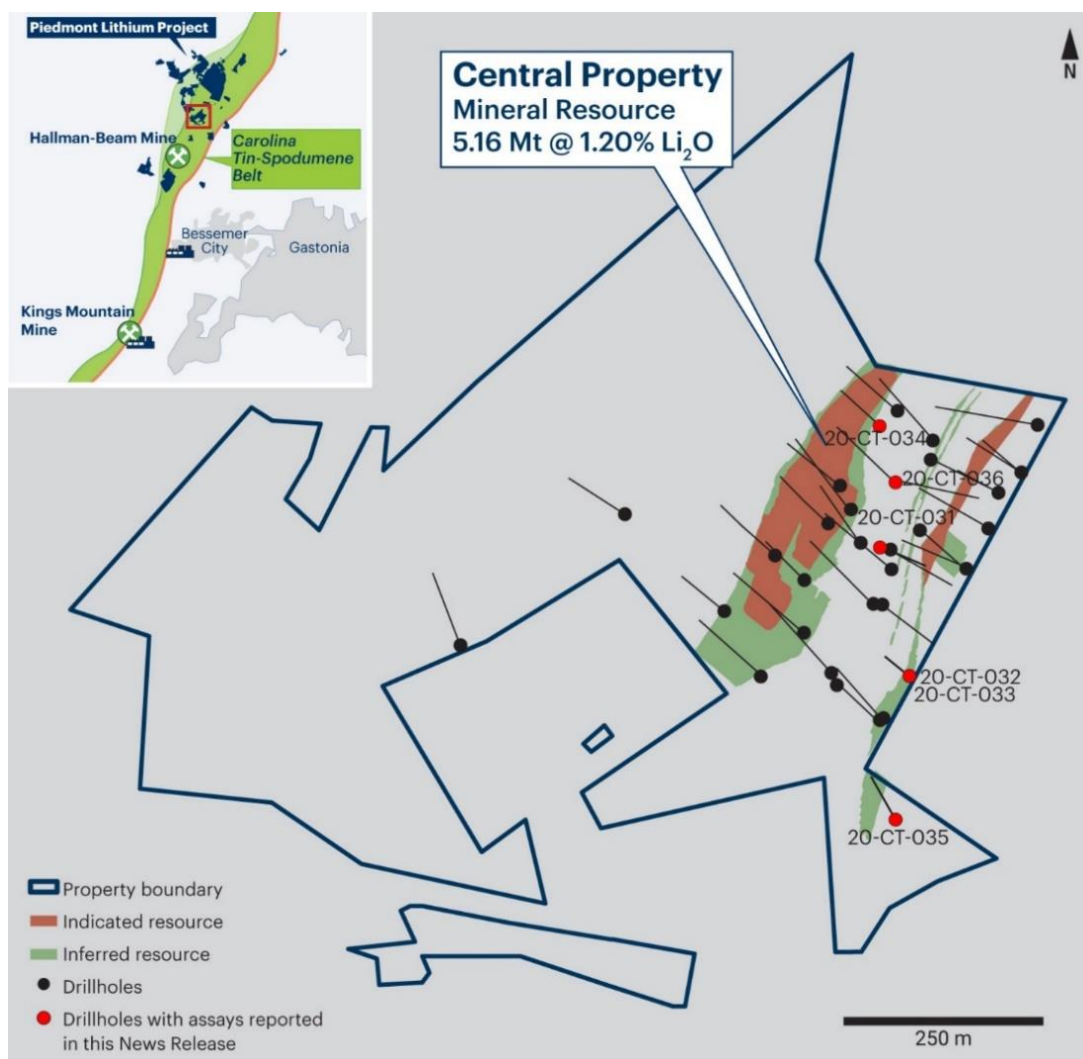 Piedmont Lithium Project
Hallman-Beam Mine
Carolina
Tin-Spodumene
Belt
Bessemer
City
Gastonia
Kings Mountain
Mine
Central Property
Mineral Resource
5.16 Mt @ 1.20% Li₂O
N
20-CT-034
20-CT-036
20-CT-031
20-CT-032
20-CT-033
20-CT-035
Property boundary
Indicated resource
Inferred resource
Drillholes
Drillholes with assays reported
in this News Release
250 m